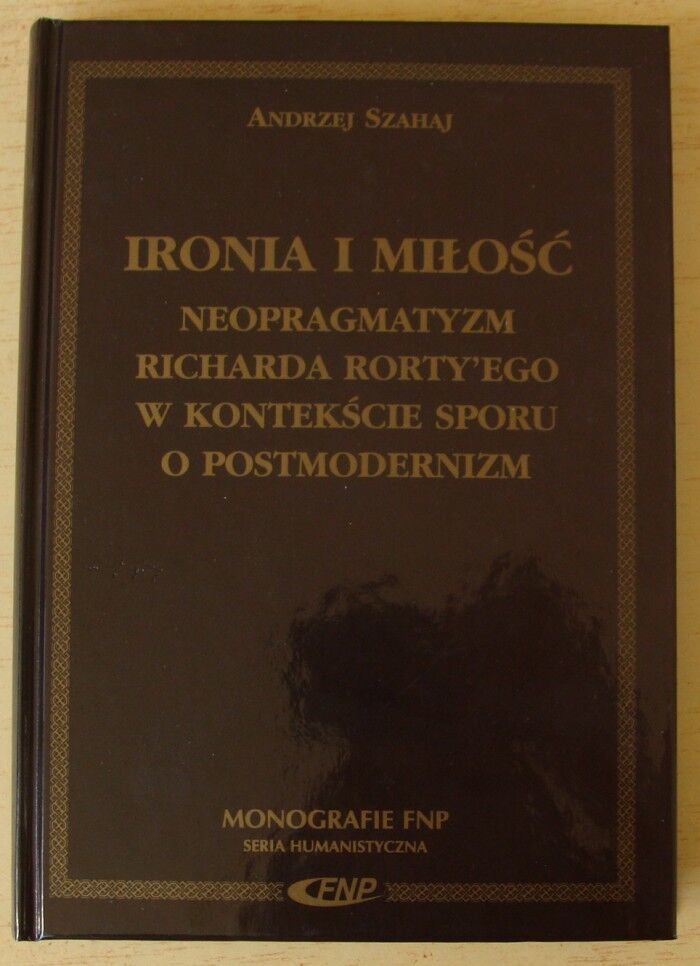 ANDRZEJ SZAHAJ
IRONIA I MIŁOŚĆ
NEOPRAGMATYZM
RICHARDA RORTY'EGO
W KONTEKŚCIE SPORU
O POSTMODERNIZM
MONOGRAFIE FNP
SERIA HUMANISTYCZNA
FNP